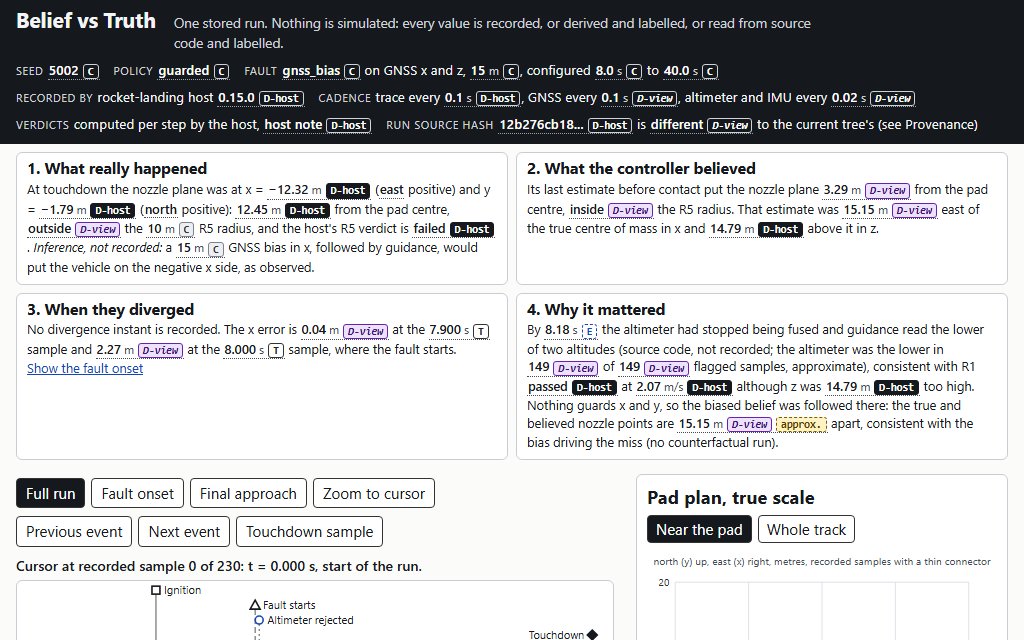 Belief vs Truth
One stored run. Nothing is simulated: every value is recorded, or derived and labelled, or read from source
code and labelled.
SEED 5002 C POLICY guarded C FAULT gnss_bias C on GNSS x and z, 15 m C, configured 8.0 s C to 40.0 s C
RECORDED BY rocket-landing host 0.15.0 D-host CADENCE trace every 0.1 s D-host, GNSS every 0.1 s D-view, altimeter and IMU every 0.02 s D-view
VERDICTS computed per step by the host, host note D-host RUN SOURCE HASH 12b276cb18... D-host is different D-view to the current tree's (see Provenance)
1. What really happened
At touchdown the nozzle plane was at x = −12.32 m D-host (east positive) and y
= −1.79 m D-host (north positive): 12.45 m D-host from the pad centre,
outside D-view the 10 m C R5 radius, and the host's R5 verdict is failed D-host
. Inference, not recorded: a 15 m C GNSS bias in x, followed by guidance, would
put the vehicle on the negative x side, as observed.
2. What the controller believed
Its last estimate before contact put the nozzle plane 3.29 m D-view from the pad
centre, inside D-view the R5 radius. That estimate was 15.15 m D-view east of
the true centre of mass in x and 14.79 m D-host above it in z.
3. When they diverged
No divergence instant is recorded. The x error is 0.04 m D-view at the 7.900 s T
sample and 2.27 m D-view at the 8.000 s T sample, where the fault starts.
Show the fault onset
4. Why it mattered
By 8.18 s E the altimeter had stopped being fused and guidance read the lower
of two altitudes (source code, not recorded; the altimeter was the lower in
149 D-view of 149 D-view flagged samples, approximate), consistent with R1
passed D-host at 2.07 m/s D-host although z was 14.79 m D-host too high.
Nothing guards x and y, so the biased belief was followed there: the true and
believed nozzle points are 15.15 m D-view approx. apart, consistent with the
bias driving the miss (no counterfactual run).
Full run Fault onset Final approach Zoom to cursor
Previous event Next event Touchdown sample
Cursor at recorded sample 0 of 230: t = 0.000 s, start of the run.
Ignition
Fault starts
Altimeter rejected
Touchdown
Pad plan, true scale
Near the pad Whole track
north (y) up, east (x) right, metres, recorded samples with a thin connector
20